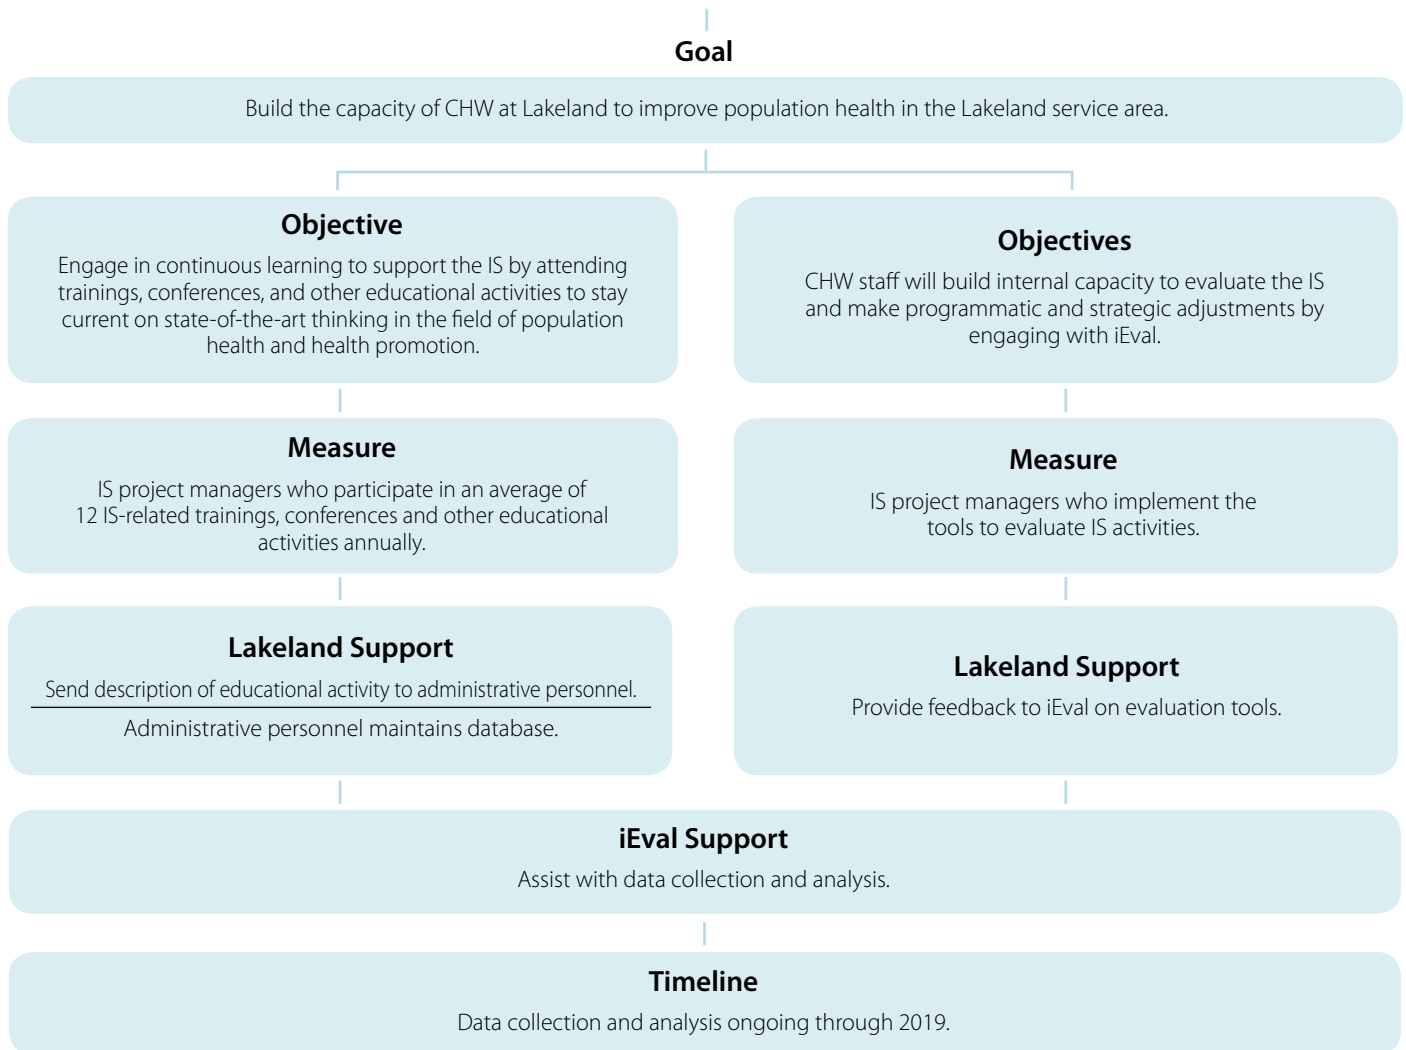 Goal
Build the capacity of CHW at Lakeland to improve population health in the Lakeland service area.
Objective
Engage in continuous learning to support the IS by attending
trainings, conferences, and other educational activities to stay
current on state-of-the-art thinking in the field of population
health and health promotion.
Measure
IS project managers who participate in an average of
12 IS-related trainings, conferences and other educational
activities annually.
Lakeland Support
Send description of educational activity to administrative personnel.
Administrative personnel maintains database.
Objectives
CHW staff will build internal capacity to evaluate the IS
and make programmatic and strategic adjustments by
engaging with iEval.
Measure
IS project managers who implement the
tools to evaluate IS activities.
Lakeland Support
Provide feedback to iEval on evaluation tools.
iEval Support
Assist with data collection and analysis.
Timeline
Data collection and analysis ongoing through 2019.